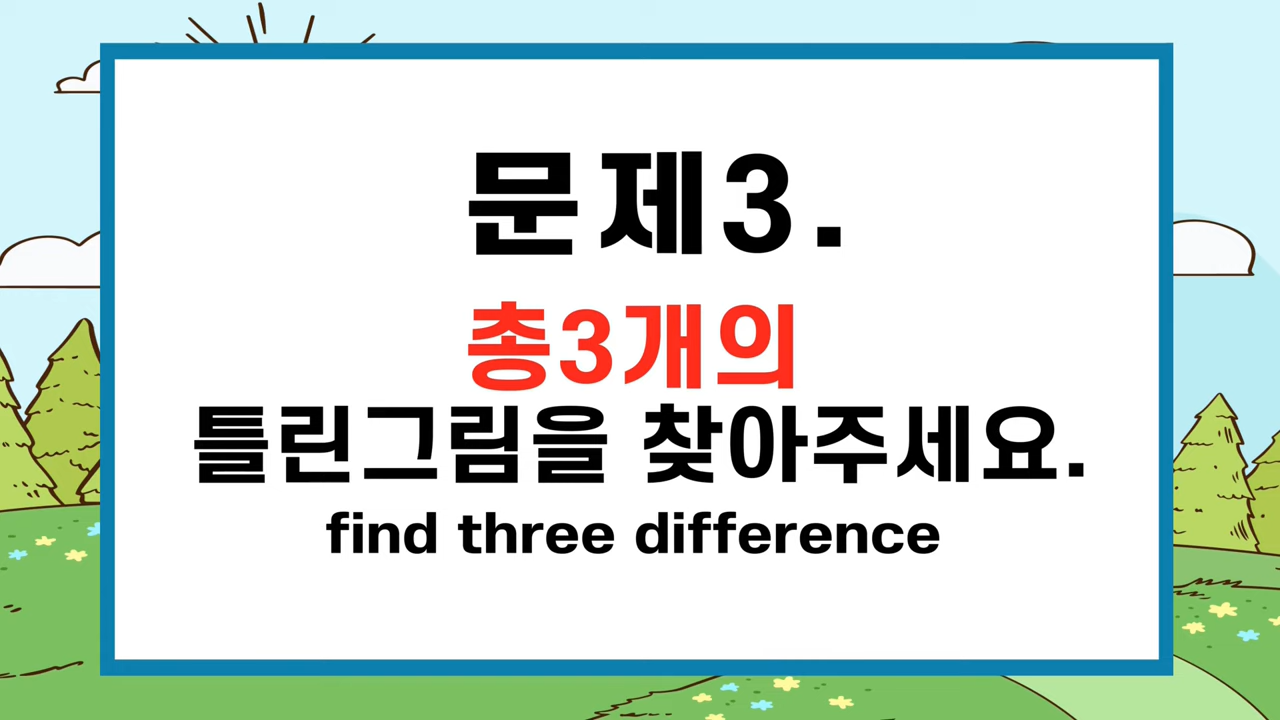 문제3.
총3개의
틀린그림을 찾아주세요.
find three difference